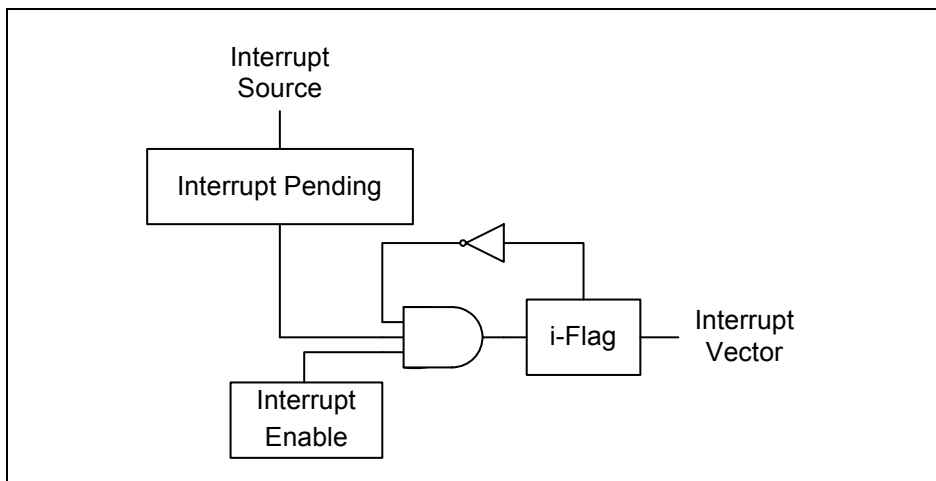 Interrupt
Source
Interrupt Pending
i-Flag
Interrupt
Vector
Interrupt
Enable